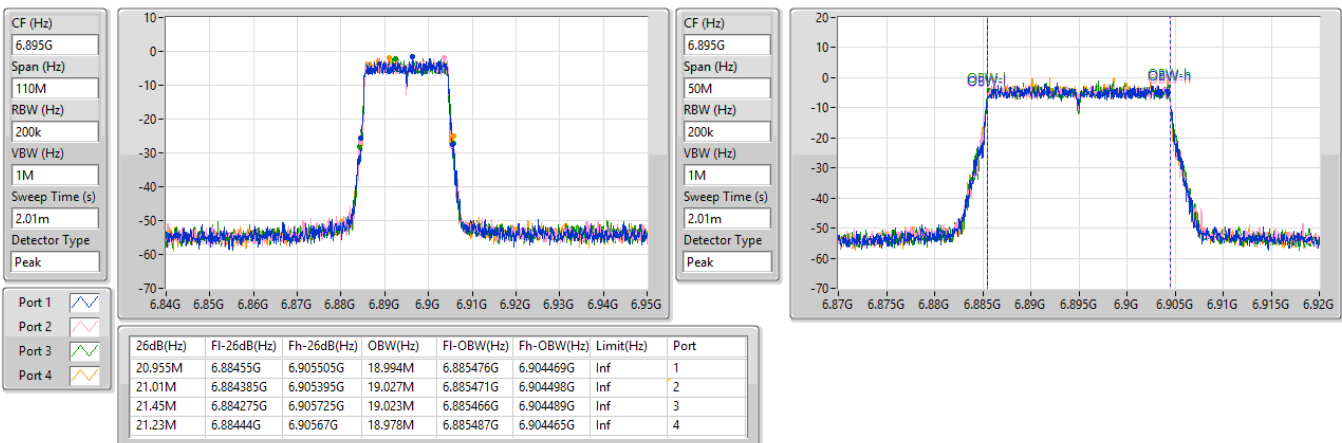 CF (Hz)
6.895G
Span (Hz)
110M
RBW (Hz)
200k
VBW (Hz)
1M
Sweep Time (s)
2.01m
Detector Type
Peak
10-
0-
-10-
-20-
-30-
-40-
-50-
-60-
-70-
6.84G 6.85G 6.86G 6.87G 6.88G 6.89G 6.9G 6.91G 6.92G 6.93G 6.94G 6.95G
CF (Hz)
6.895G
Span (Hz)
50M
RBW (Hz)
200k
VBW (Hz)
1M
Sweep Time (s)
2.01m
Detector Type
Peak
20-
10-
0-
-10-
-20-
-30-
-40-
-50-
-60-
-70-
OBW-l OBW-h
6.87G 6.875G 6.88G 6.885G 6.89G 6.895G 6.9G 6.905G 6.91G 6.915G 6.92G
Port 1
Port 2
Port 3
Port 4
26dB(Hz) Fl-26dB(Hz) Fh-26dB(Hz) OBW(Hz) Fl-OBW(Hz) Fh-OBW(Hz) Limit(Hz) Port
20.955M 6.88455G 6.905505G 18.994M 6.885476G 6.904469G Inf 1
21.01M 6.884385G 6.905395G 19.027M 6.885471G 6.904498G Inf 2
21.45M 6.884275G 6.905725G 19.023M 6.885466G 6.904489G Inf 3
21.23M 6.88444G 6.90567G 18.978M 6.885487G 6.904465G Inf 4